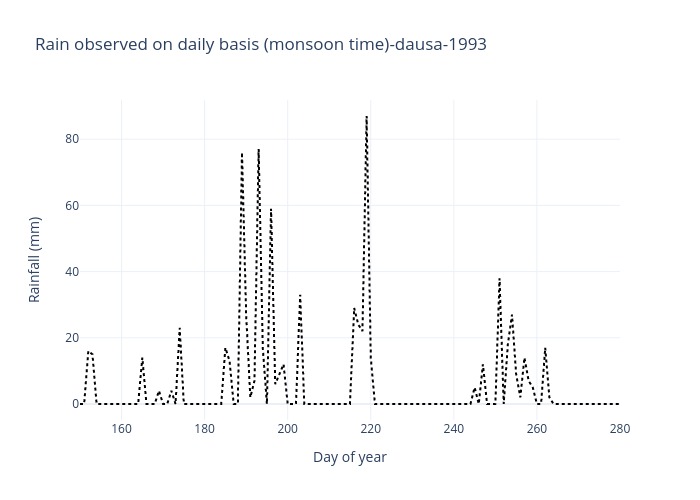 Rain observed on daily basis (monsoon time)-dausa-1993
80
60
40
20
0
Rainfall (mm)
160 180 200 220 240 260 280
Day of year